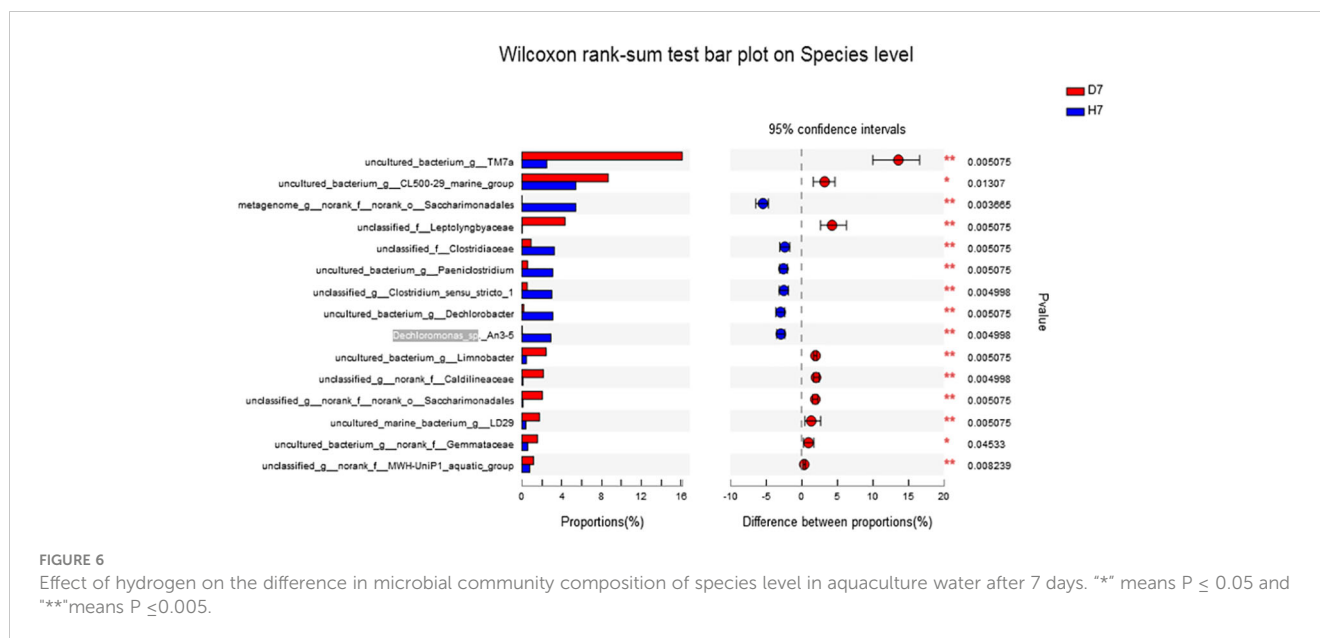 Wilcoxon rank-sum test bar plot on Species level
D7
H7
95% confidence intervals
uncultured_bacterium_g__TM7a ** 0.005075
uncultured_bacterium_g__CL500-29_marine_group * 0.01307
metagenome_g__norank_f__norank_o__Saccharimonadales ** 0.003665
unclassified_f__Leptolyngbyaceae ** 0.005075
unclassified_f__Clostridiaceae ** 0.005075
uncultured_bacterium_g__Paeniclostridium ** 0.005075
unclassified_g__Clostridium_sensu_stricto_1 ** 0.004998
uncultured_bacterium_g__Dechlorobacter ** 0.005075
Dechloromonas_sp._An3-5 ** 0.004998
uncultured_bacterium_g__Limnobacter ** 0.005075
unclassified_g__norank_f__Caldilineaceae ** 0.004998
unclassified_g__norank_f__norank_o__Saccharimonadales ** 0.005075
uncultured_marine_bacterium_g__LD29 ** 0.005075
uncultured_bacterium_g__norank_f__Gemmataceae * 0.04533
unclassified_g__norank_f__MWH-UniP1_aquatic_group ** 0.008239
Pvalue
0 4 8 12 16 -10 -5 0 5 10 15 20
Proportions(%) Difference between proportions(%)
FIGURE 6
Effect of hydrogen on the difference in microbial community composition of species level in aquaculture water after 7 days. "*" means P ≤ 0.05 and
"**"means P ≤0.005.